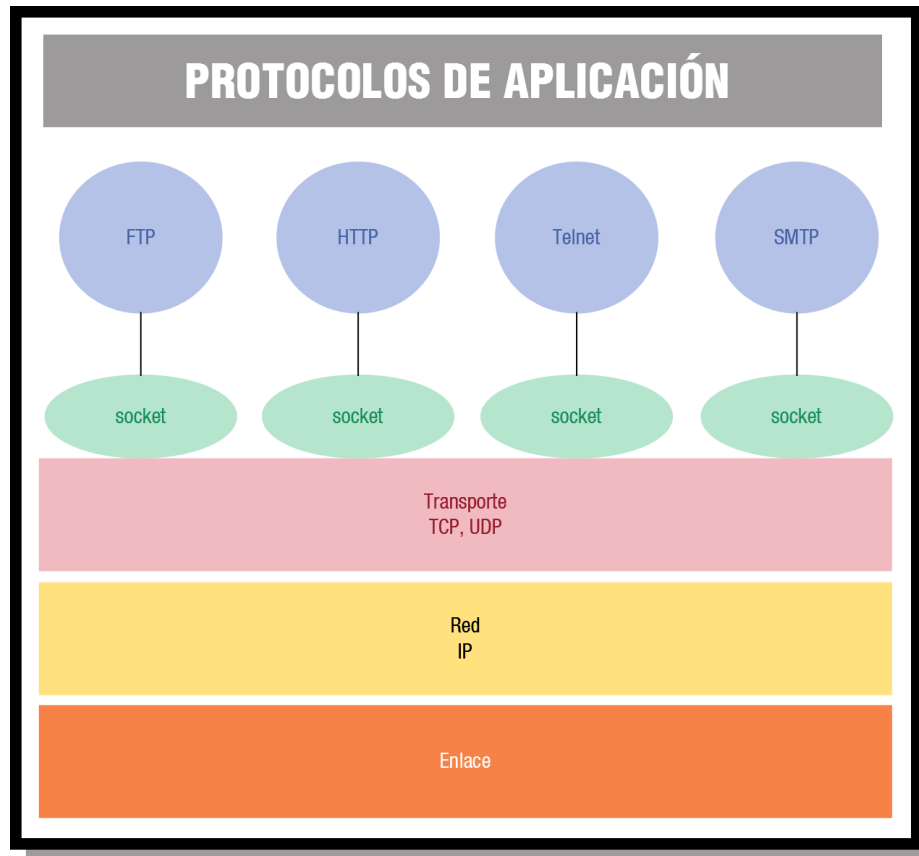 PROTOCOLOS DE APLICACIÓN
FTP
HTTP
Telnet
SMTP
socket
socket
socket
socket
Transporte
TCP, UDP
Red
IP
Enlace